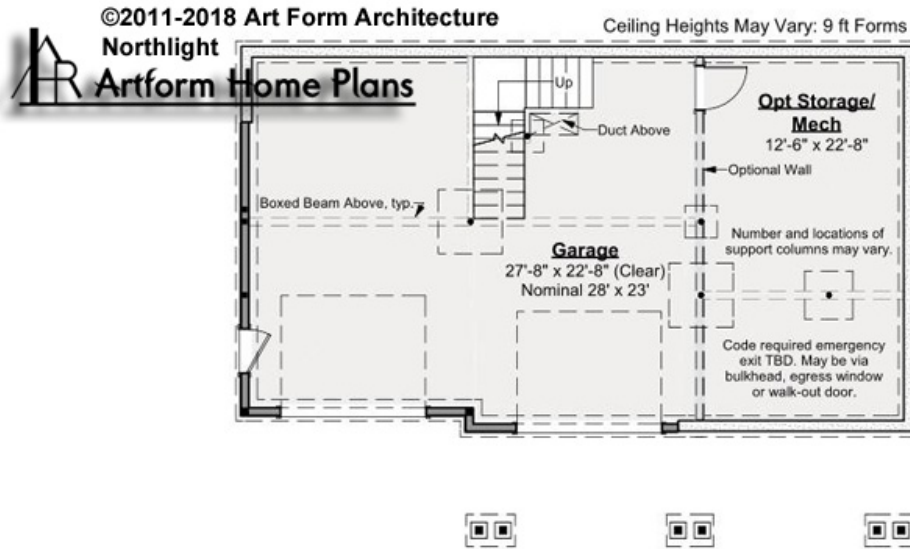 ©2011-2018 Art Form Architecture
Northlight
Artform Home Plans
Ceiling Heights May Vary: 9 ft Forms
Up
Duct Above
Opt Storage/
Mech
12'-6" x 22'-8"
Optional Wall
Boxed Beam Above, typ.
Number and locations of
support columns may vary.
Garage
27'-8" x 22'-8" (Clear)
Nominal 28' x 23'
Code required emergency
exit TBD. May be via
bulkhead, egress window
or walk-out door.